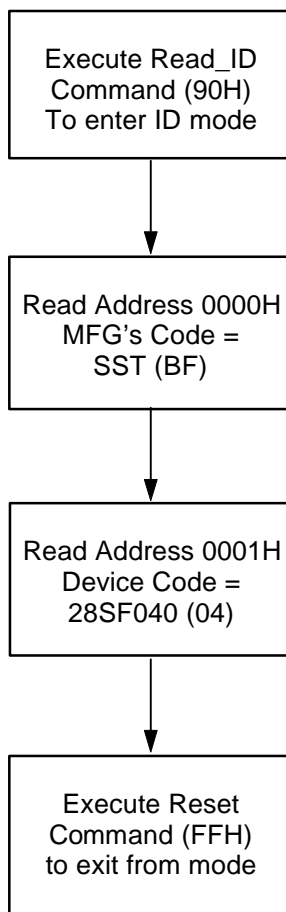 Execute Read_ID
Command (90H)
To enter ID mode
Read Address 0000H
MFG's Code =
SST (BF)
Read Address 0001H
Device Code =
28SF040 (04)
Execute Reset
Command (FFH)
to exit from mode